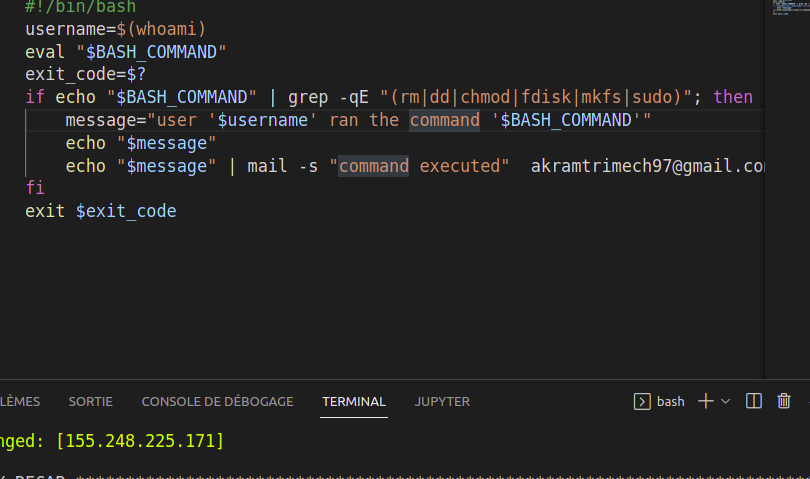 #!/bin/bash
username=$(whoami)
eval "$BASH_COMMAND"
exit_code=$?
if echo "$BASH_COMMAND" | grep -qE "(rm|dd|chmod|fdisk|mkfs|sudo)"; then
    message="user '$username' ran the command '$BASH_COMMAND'"
    echo "$message"
    echo "$message" | mail -s "command executed"  akramtrimech97@gmail.co
fi
exit $exit_code
LÈMES SORTIE CONSOLE DE DÉBOGAGE TERMINAL JUPYTER bash
nged: [155.248.225.171]
RECAP ****************************************************************************